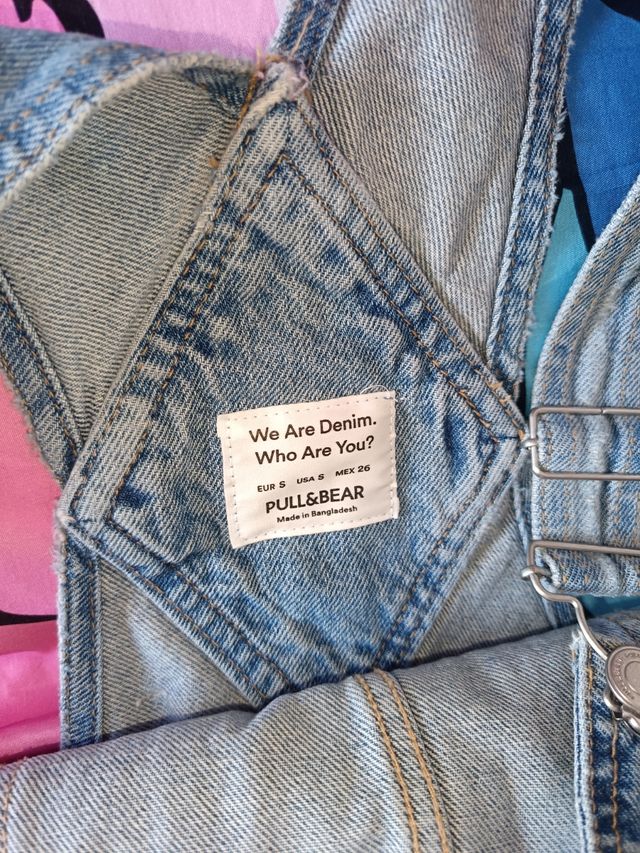 We Are Denim.
Who Are You?
EUR S USA S MEX 26
PULL&BEAR
Made in Bangladesh